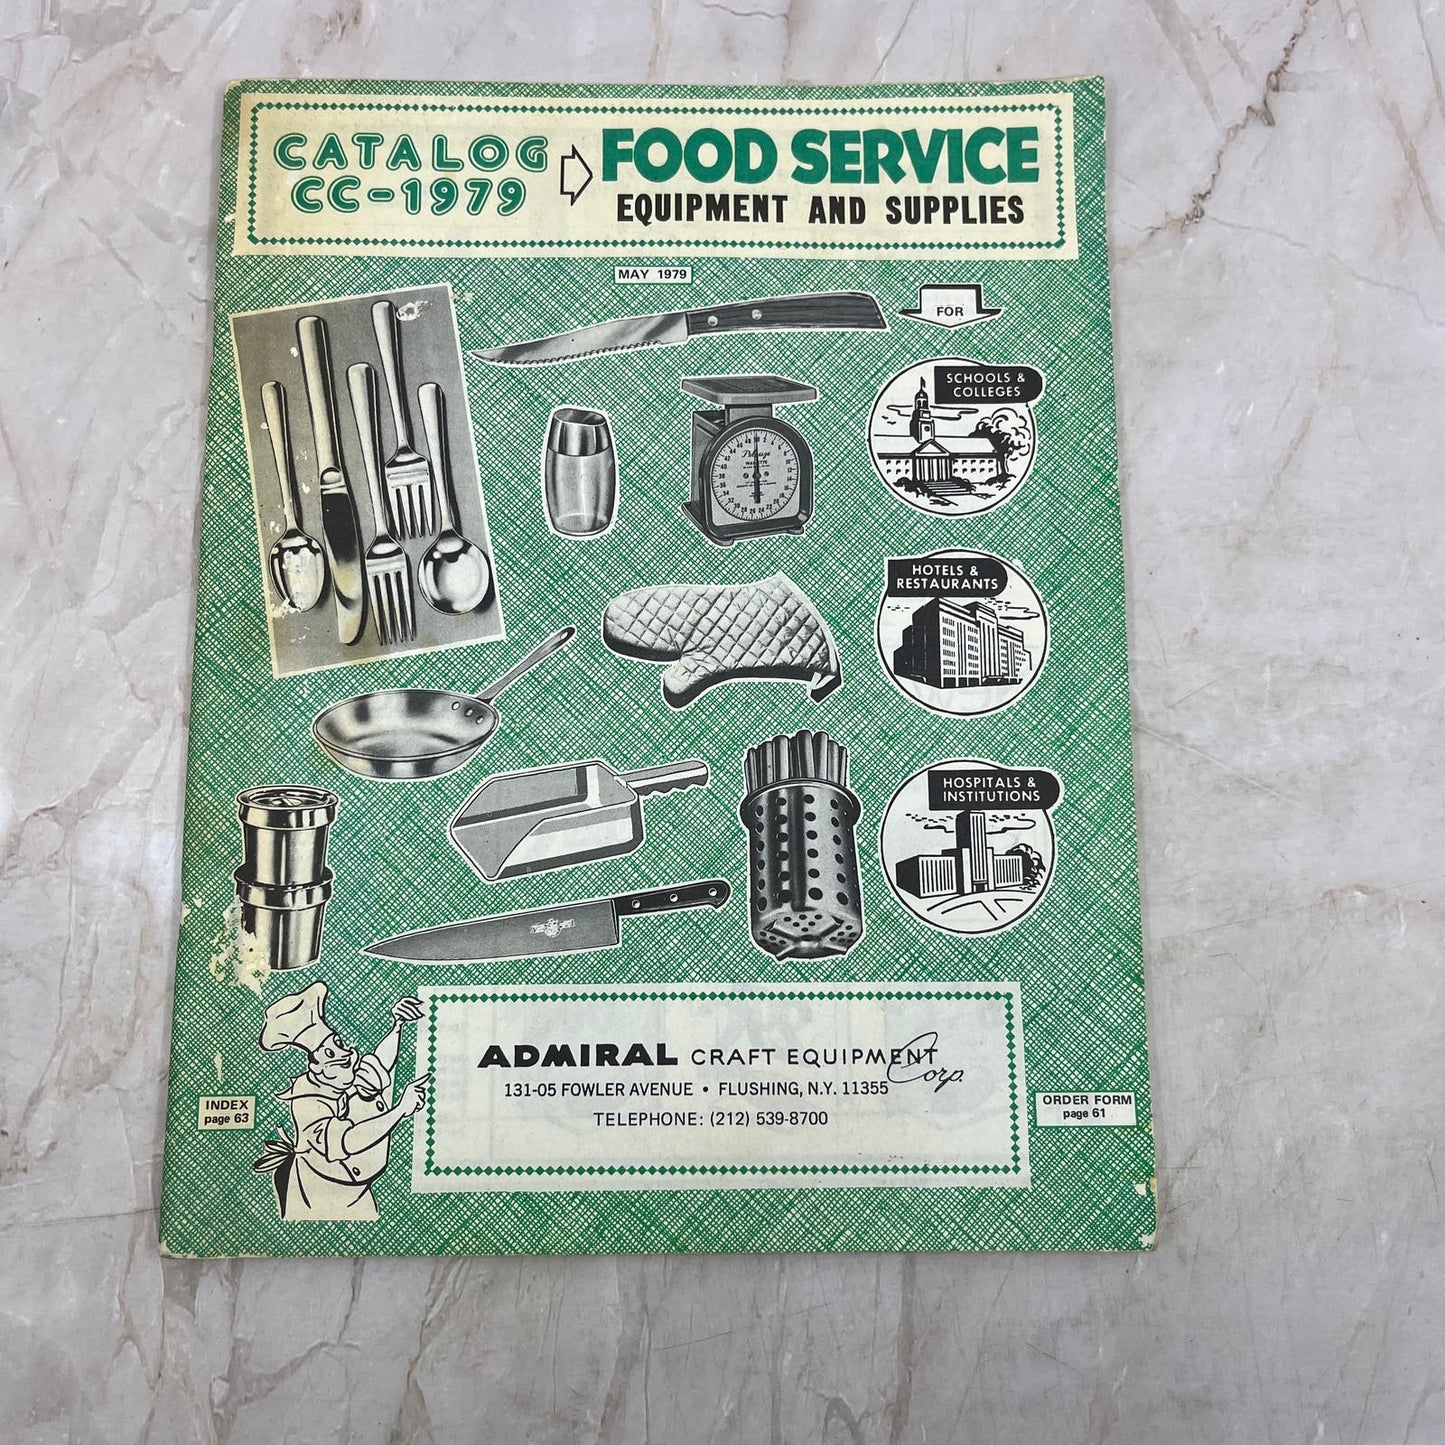 CATALOG
CC-1979
FOOD SERVICE
EQUIPMENT AND SUPPLIES
MAY 1979
FOR
SCHOOLS &
COLLEGES
Pelouze
HOTELS &
RESTAURANTS
HOSPITALS &
INSTITUTIONS
ADMIRAL CRAFT EQUIPMENT Corp.
131-05 FOWLER AVENUE • FLUSHING, N.Y. 11355
TELEPHONE: (212) 539-8700
INDEX
page 63
ORDER FORM
page 61